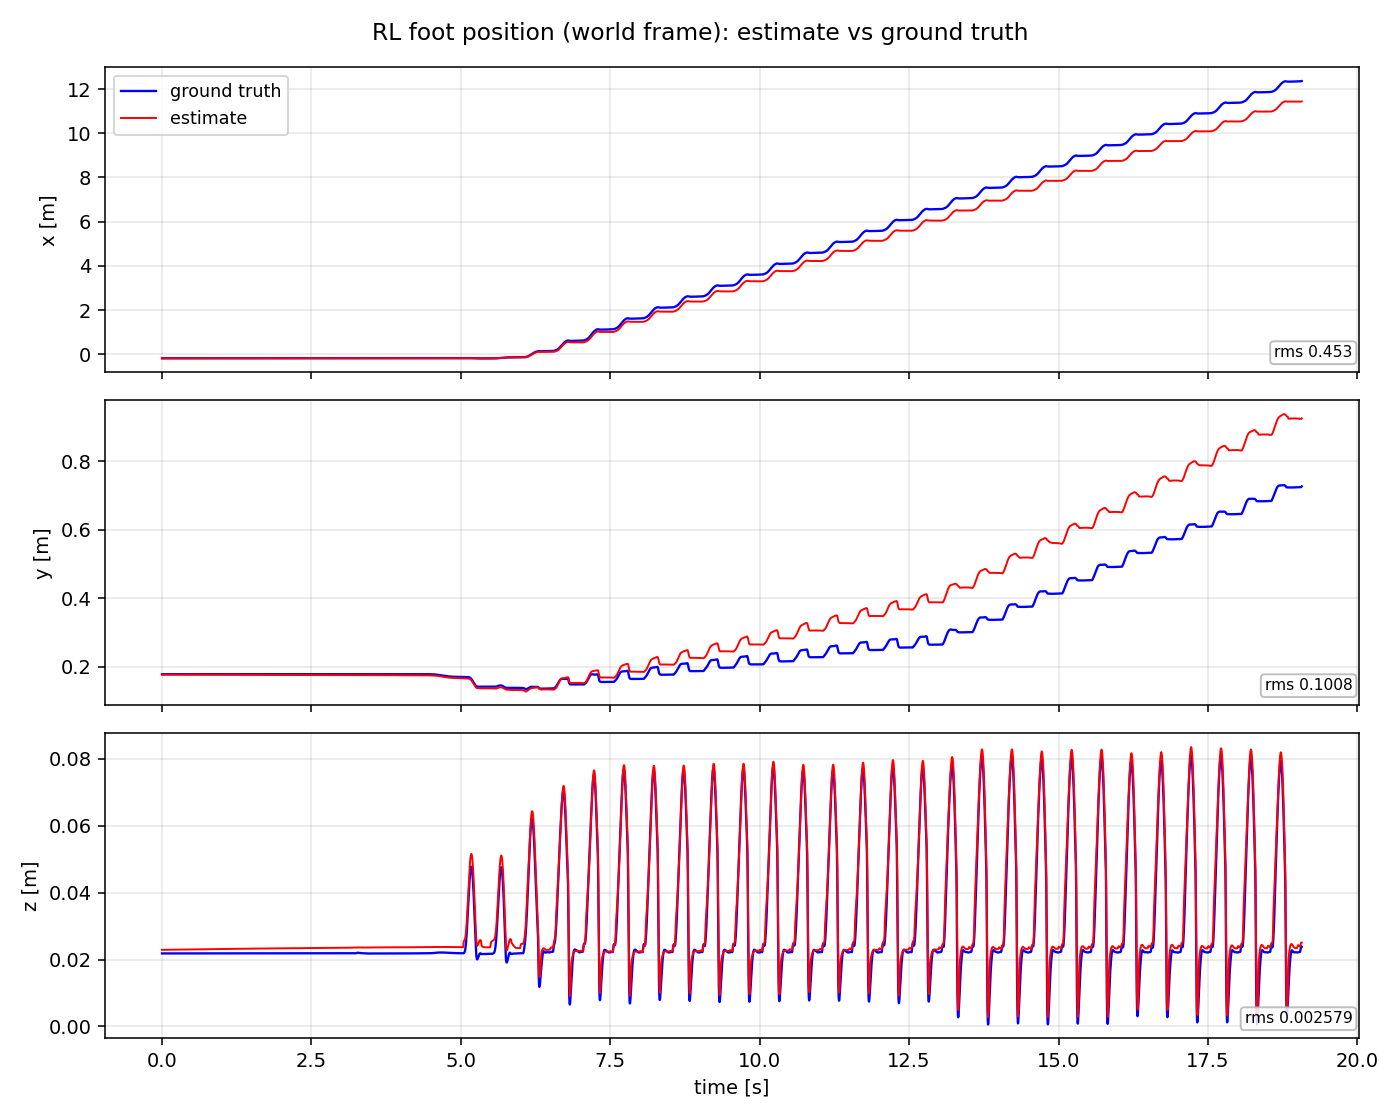 RL foot position (world frame): estimate vs ground truth
ground truth
estimate
12
10
8
6
4
2
0
x [m]
rms 0.453
0.8
0.6
0.4
0.2
y [m]
rms 0.1008
0.08
0.06
0.04
0.02
0.00
z [m]
rms 0.002579
0.0 2.5 5.0 7.5 10.0 12.5 15.0 17.5 20.0
time [s]